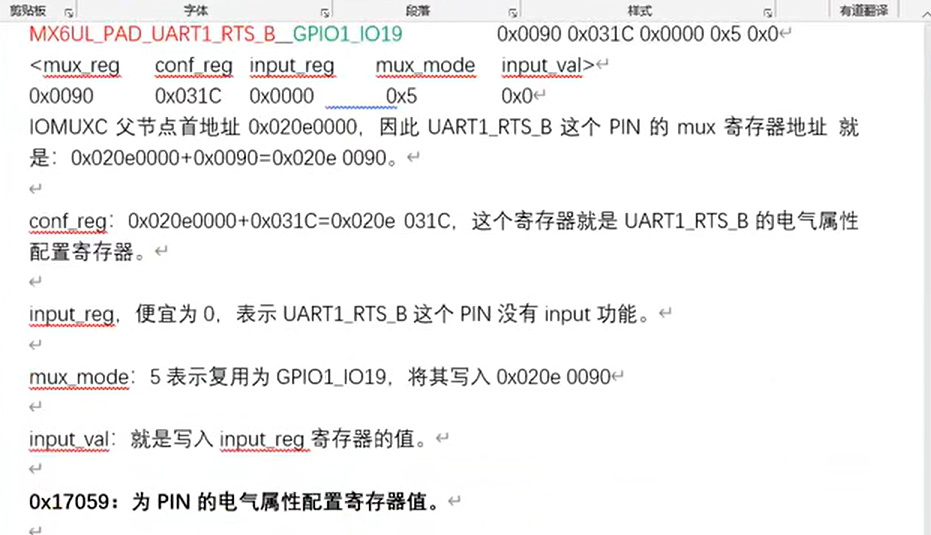 剪贴板 字体 段落 样式 有道翻译
MX6UL_PAD_UART1_RTS_B__GPIO1_IO19 0x0090 0x031C 0x0000 0x5 0x0
<mux_reg conf_reg input_reg mux_mode input_val>
0x0090 0x031C 0x0000 0x5 0x0
IOMUXC 父节点首地址 0x020e0000，因此 UART1_RTS_B 这个 PIN 的 mux 寄存器地址 就
是：0x020e0000+0x0090=0x020e 0090。
conf_reg：0x020e0000+0x031C=0x020e 031C，这个寄存器就是 UART1_RTS_B 的电气属性
配置寄存器。
input_reg，便宜为 0，表示 UART1_RTS_B 这个 PIN 没有 input 功能。
mux_mode：5 表示复用为 GPIO1_IO19，将其写入 0x020e 0090
input_val：就是写入 input_reg 寄存器的值。
0x17059：为 PIN 的电气属性配置寄存器值。